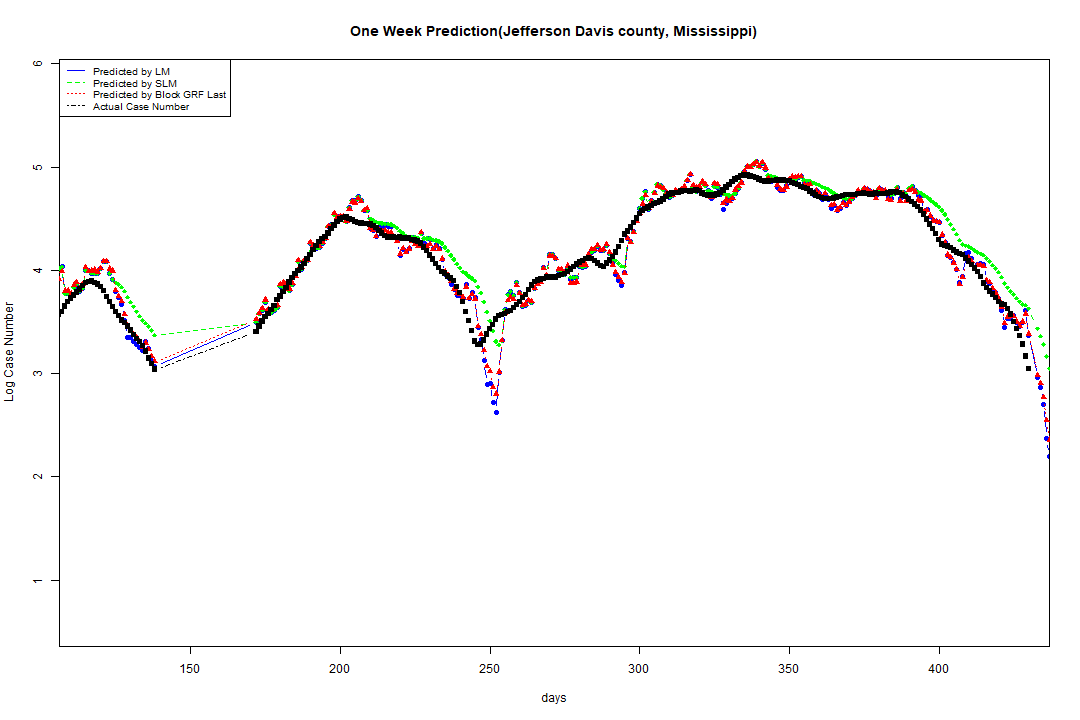 One Week Prediction(Jefferson Davis county, Mississippi)
Predicted by LM
Predicted by SLM
Predicted by Block GRF Last
Actual Case Number
6
5
4
3
2
1
Log Case Number
150 200 250 300 350 400
days